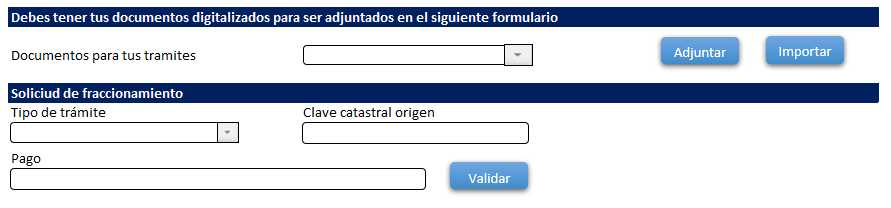 Debes tener tus documentos digitalizados para ser adjuntados en el siguiente formulario
Documentos para tus tramites Adjuntar Importar
Soliciud de fraccionamiento
Tipo de trámite Clave catastral origen
Pago
Validar